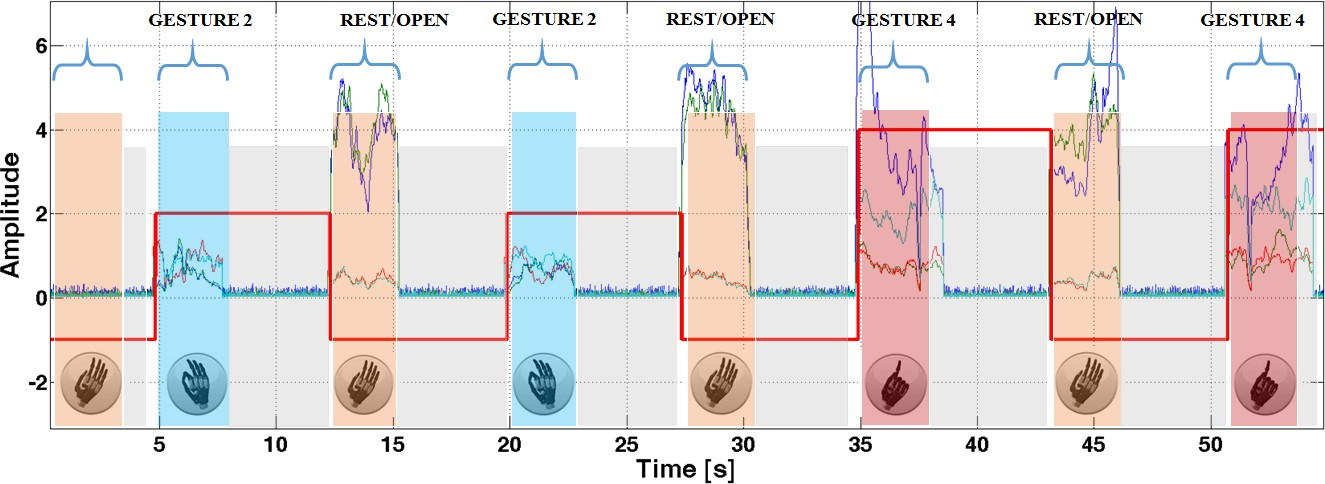 GESTURE 2 REST/OPEN GESTURE 2 REST/OPEN GESTURE 4 REST/OPEN GESTURE 4
6
4
2
0
-2
Amplitude
5 10 15 20 25 30 35 40 45 50
Time [s]